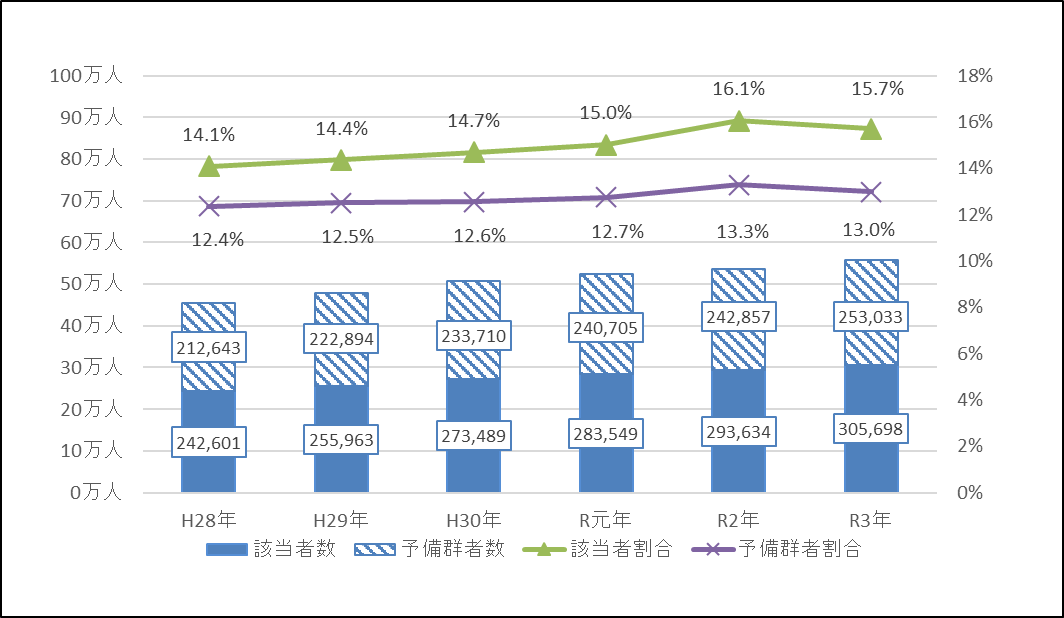 100万人
90万人
80万人
70万人
60万人
50万人
40万人
30万人
20万人
10万人
0万人
18%
16%
14%
12%
10%
8%
6%
4%
2%
0%
14.1%
14.4%
14.7%
15.0%
16.1%
15.7%
12.4%
12.5%
12.6%
12.7%
13.3%
13.0%
212,643
222,894
233,710
240,705
242,857
253,033
242,601
255,963
273,489
283,549
293,634
305,698
H28年
H29年
H30年
R元年
R2年
R3年
該当者数
予備群者数
該当者割合
予備群者割合